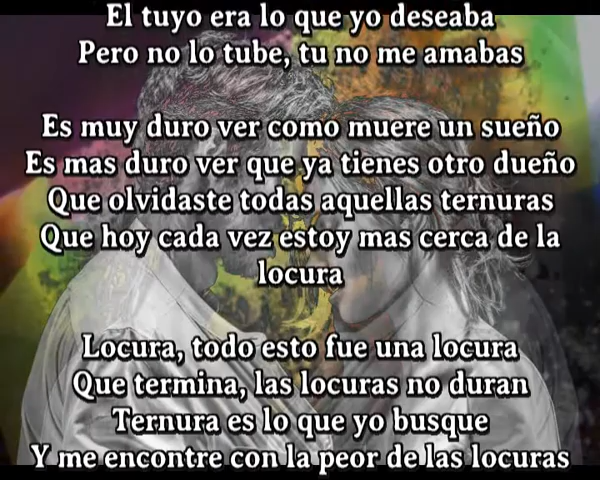 El tuyo era lo que yo deseaba
Pero no lo tube, tu no me amabas
Es muy duro ver como muere un sueño
Es mas duro ver que ya tienes otro dueño
Que olvidaste todas aquellas ternuras
Que hoy cada vez estoy mas cerca de la
locura
Locura, todo esto fue una locura
Que termina, las locuras no duran
Ternura es lo que yo busque
Y me encontre con la peor de las locuras